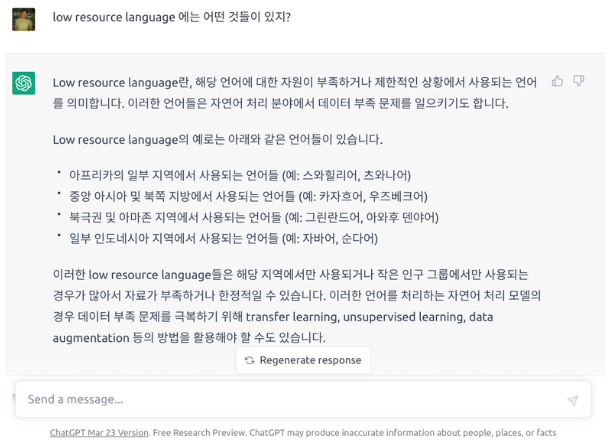 low resource language 에는 어떤 것들이 있지?
Low resource language란, 해당 언어에 대한 자원이 부족하거나 제한적인 상황에서 사용되는 언어
를 의미합니다. 이러한 언어들은 자연어 처리 분야에서 데이터 부족 문제를 일으키기도 합니다.
Low resource language의 예로는 아래와 같은 언어들이 있습니다.
• 아프리카의 일부 지역에서 사용되는 언어들 (예: 스와힐리어, 츠와나어)
• 중앙 아시아 및 북쪽 지방에서 사용되는 언어들 (예: 카자흐어, 우즈베크어)
• 북극권 및 아마존 지역에서 사용되는 언어들 (예: 그린란드어, 아와후 덴야어)
• 일부 인도네시아 지역에서 사용되는 언어들 (예: 자바어, 순다어)
이러한 low resource language들은 해당 지역에서만 사용되거나 작은 인구 그룹에서만 사용되는
경우가 많아서 자료가 부족하거나 한정적일 수 있습니다. 이러한 언어를 처리하는 자연어 처리 모델의
경우 데이터 부족 문제를 극복하기 위해 transfer learning, unsupervised learning, data
augmentation 등의 방법을 활용해야 할 수도 있습니다.
Regenerate response
Send a message...
ChatGPT Mar 23 Version. Free Research Preview. ChatGPT may produce inaccurate information about people, places, or facts